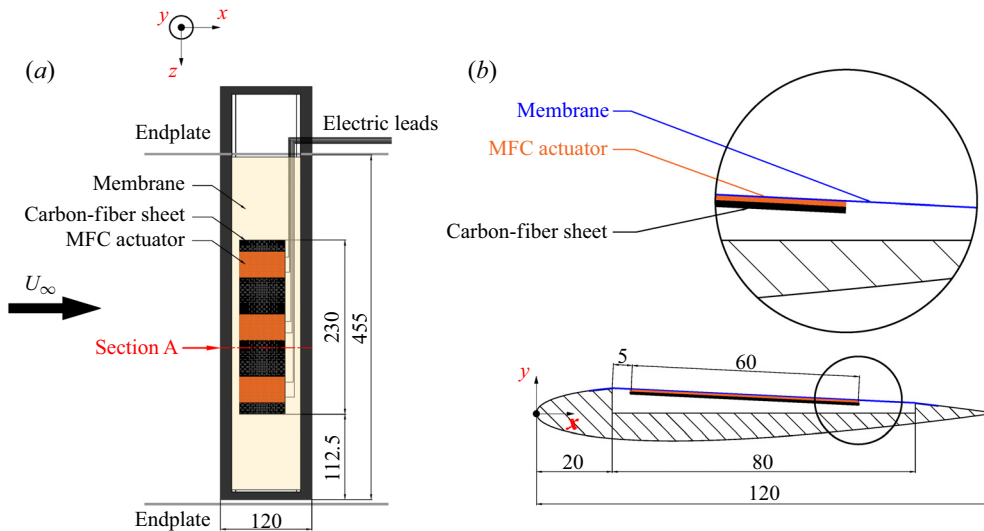 y
x
z
(a)
Endplate
Electric leads
Membrane
Carbon-fiber sheet
MFC actuator
U∞
Section A
230
455
112.5
Endplate
120
(b)
Membrane
MFC actuator
Carbon-fiber sheet
5
60
y
x
20
80
120